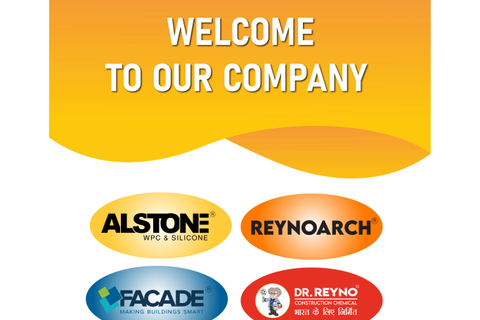 WELCOME
TO OUR COMPANY
ALSTONE®
WPC & SILICONE
REYNOARCH®
FACADE®
MAKING BUILDINGS SMART
DR. REYNO®
CONSTRUCTION CHEMICAL
भारत के लिए निर्मित